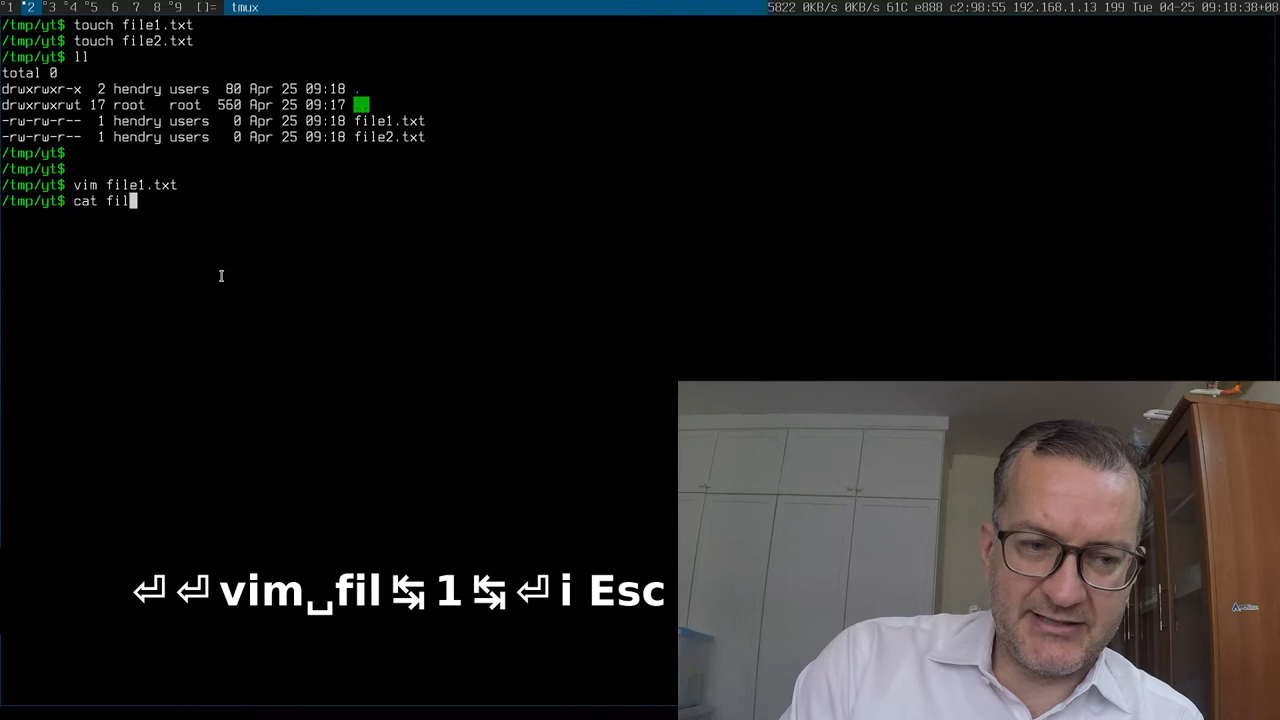 1 2 3 4 5 6 7 8 9 []= tmux 5822 0KB/s 0KB/s 61C e888 c2:98:55 192.168.1.13 199 Tue 04-25 09:18:38+08
/tmp/yt$ touch file1.txt
/tmp/yt$ touch file2.txt
/tmp/yt$ ll
total 0
drwxrwxr-x 2 hendry users 80 Apr 25 09:18 .
drwxrwxrwt 17 root root 560 Apr 25 09:17 ..
-rw-rw-r-- 1 hendry users 0 Apr 25 09:18 file1.txt
-rw-rw-r-- 1 hendry users 0 Apr 25 09:18 file2.txt
/tmp/yt$
/tmp/yt$
/tmp/yt$ vim file1.txt
/tmp/yt$ cat fil
⏎⏎vim␣fil↹1↹⏎i Esc